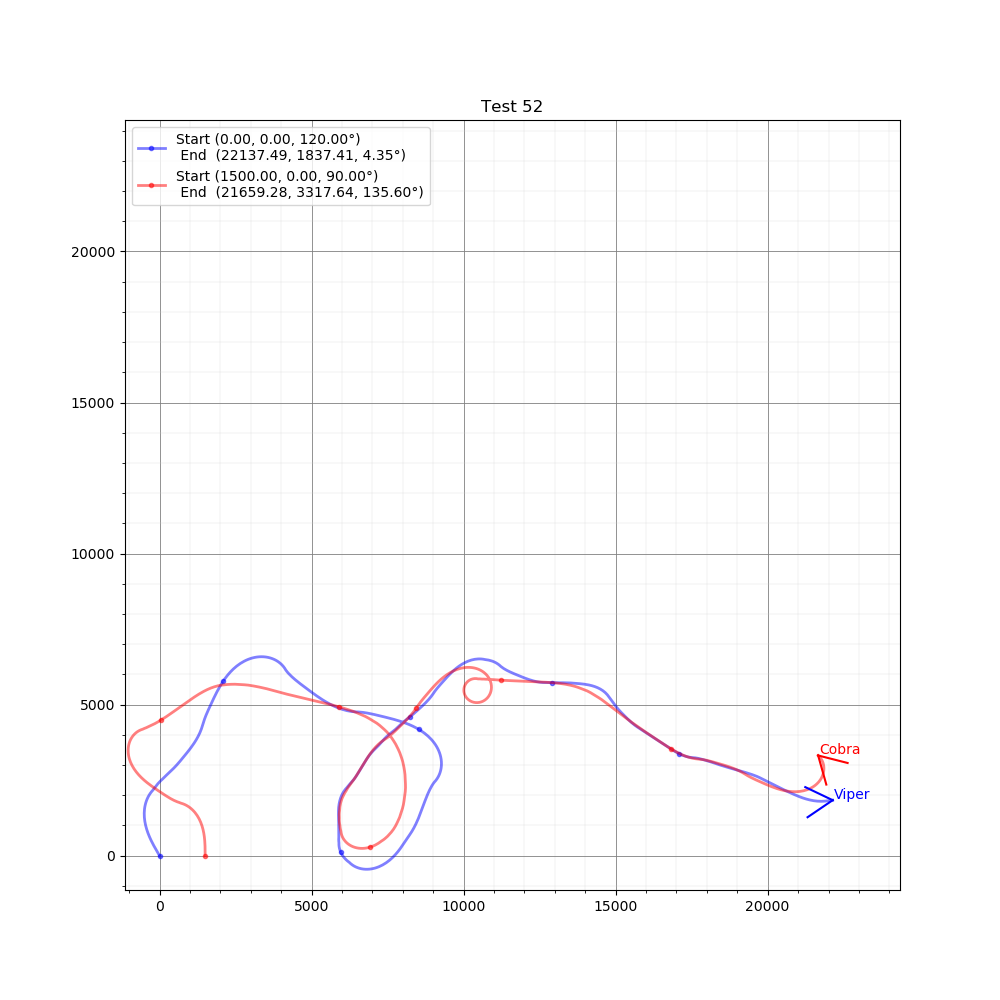 Test 52
Start (0.00, 0.00, 120.00°)
End (22137.49, 1837.41, 4.35°)
Start (1500.00, 0.00, 90.00°)
End (21659.28, 3317.64, 135.60°)
20000
15000
10000
5000
0
Cobra
Viper
0
5000
10000
15000
20000